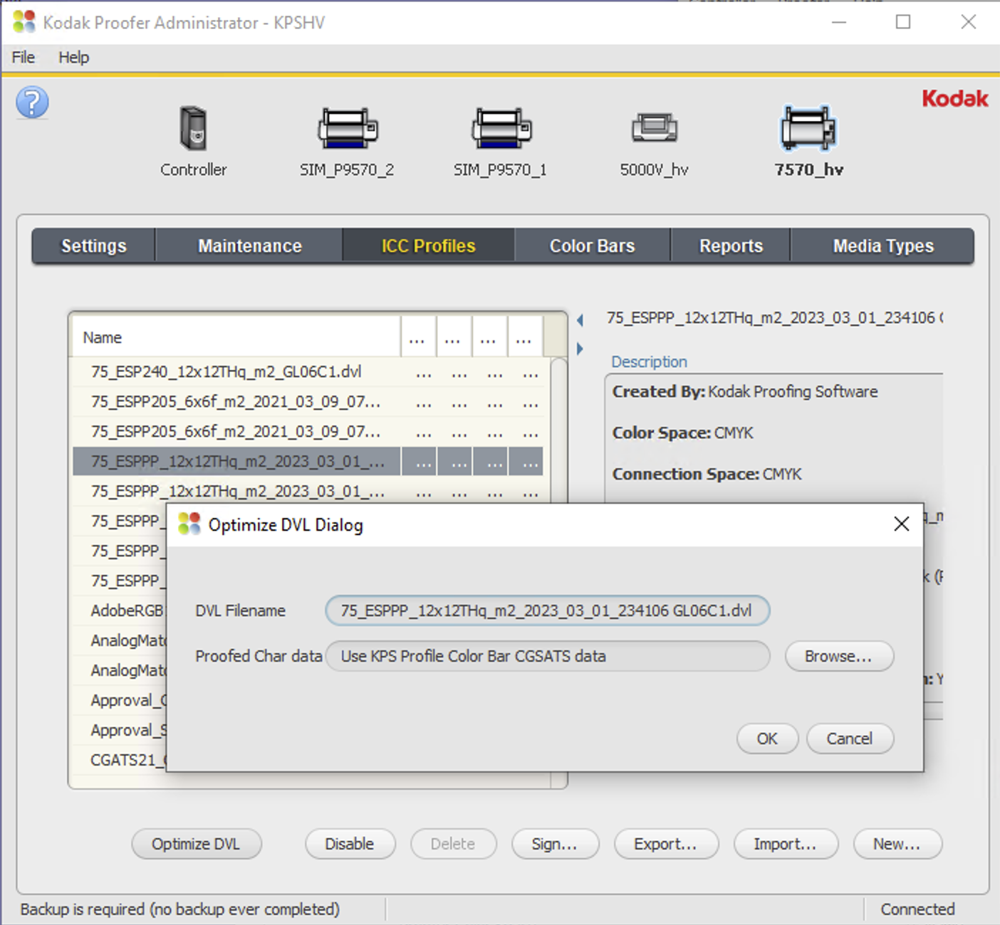 Kodak Proofer Administrator - KPSHV
File Help
Kodak
Controller SIM_P9570_2 SIM_P9570_1 5000V_hv 7570_hv
Settings Maintenance ICC Profiles Color Bars Reports Media Types
Name ... ... ... ...
75_ESPPP_12x12THq_m2_2023_03_01_234106
75_ESP240_12x12THq_m2_GL06C1.dvl ... ... ... ...
75_ESPP205_6x6f_m2_2021_03_09_07... ... ... ... ...
75_ESPP205_6x6f_m2_2021_03_09_07... ... ... ... ...
75_ESPPP_12x12THq_m2_2023_03_01_... ... ... ... ...
75_ESPPP_12x12THq_m2_2023_03_01_... ... ... ... ...
75_ESPPP_
75_ESPPP_
75_ESPPP_
AdobeRGB
AnalogMatc
AnalogMatc
Approval_
Approval_S
CGATS21_
Description
Created By: Kodak Proofing Software
Color Space: CMYK
Connection Space: CMYK
Optimize DVL Dialog
DVL Filename 75_ESPPP_12x12THq_m2_2023_03_01_234106 GL06C1.dvl
Proofed Char data Use KPS Profile Color Bar CGSATS data Browse...
OK Cancel
Optimize DVL Disable Delete Sign... Export... Import... New...
Backup is required (no backup ever completed) Connected